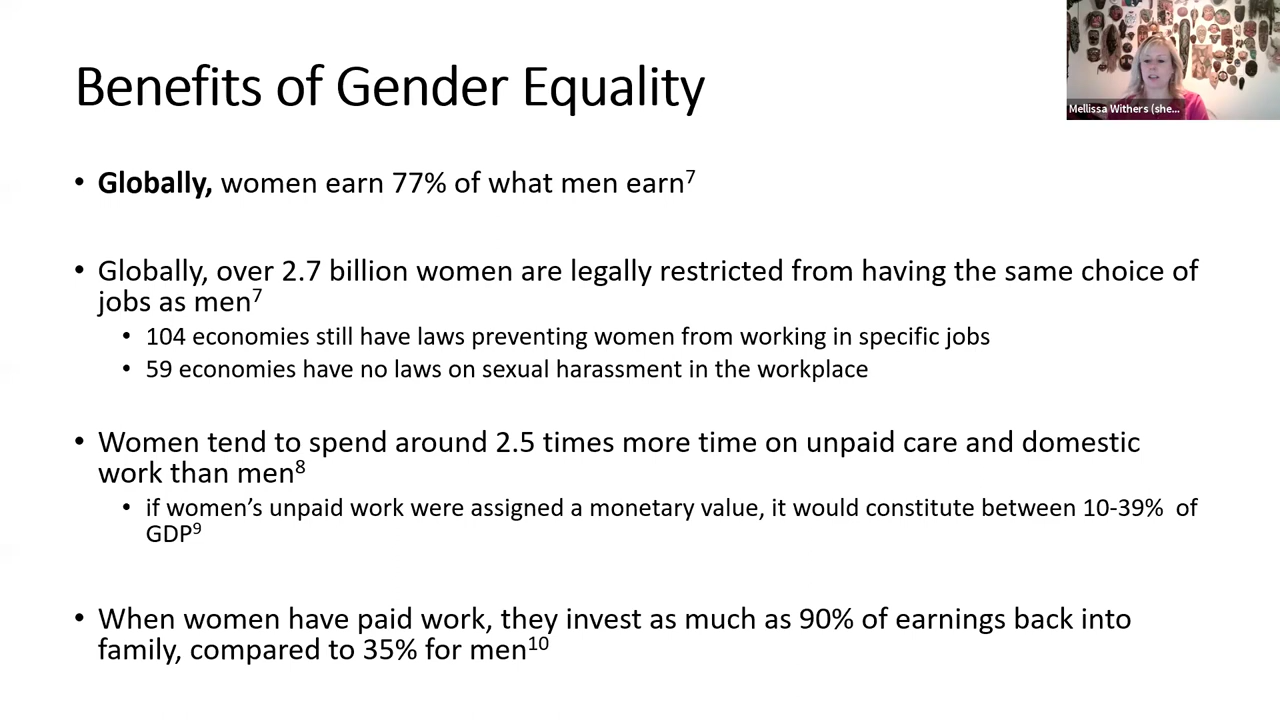 Benefits of Gender Equality
Mellissa Withers (she...
• Globally, women earn 77% of what men earn⁷
• Globally, over 2.7 billion women are legally restricted from having the same choice of
jobs as men⁷
• 104 economies still have laws preventing women from working in specific jobs
• 59 economies have no laws on sexual harassment in the workplace
• Women tend to spend around 2.5 times more time on unpaid care and domestic
work than men⁸
• if women’s unpaid work were assigned a monetary value, it would constitute between 10-39% of
GDP⁹
• When women have paid work, they invest as much as 90% of earnings back into
family, compared to 35% for men¹⁰